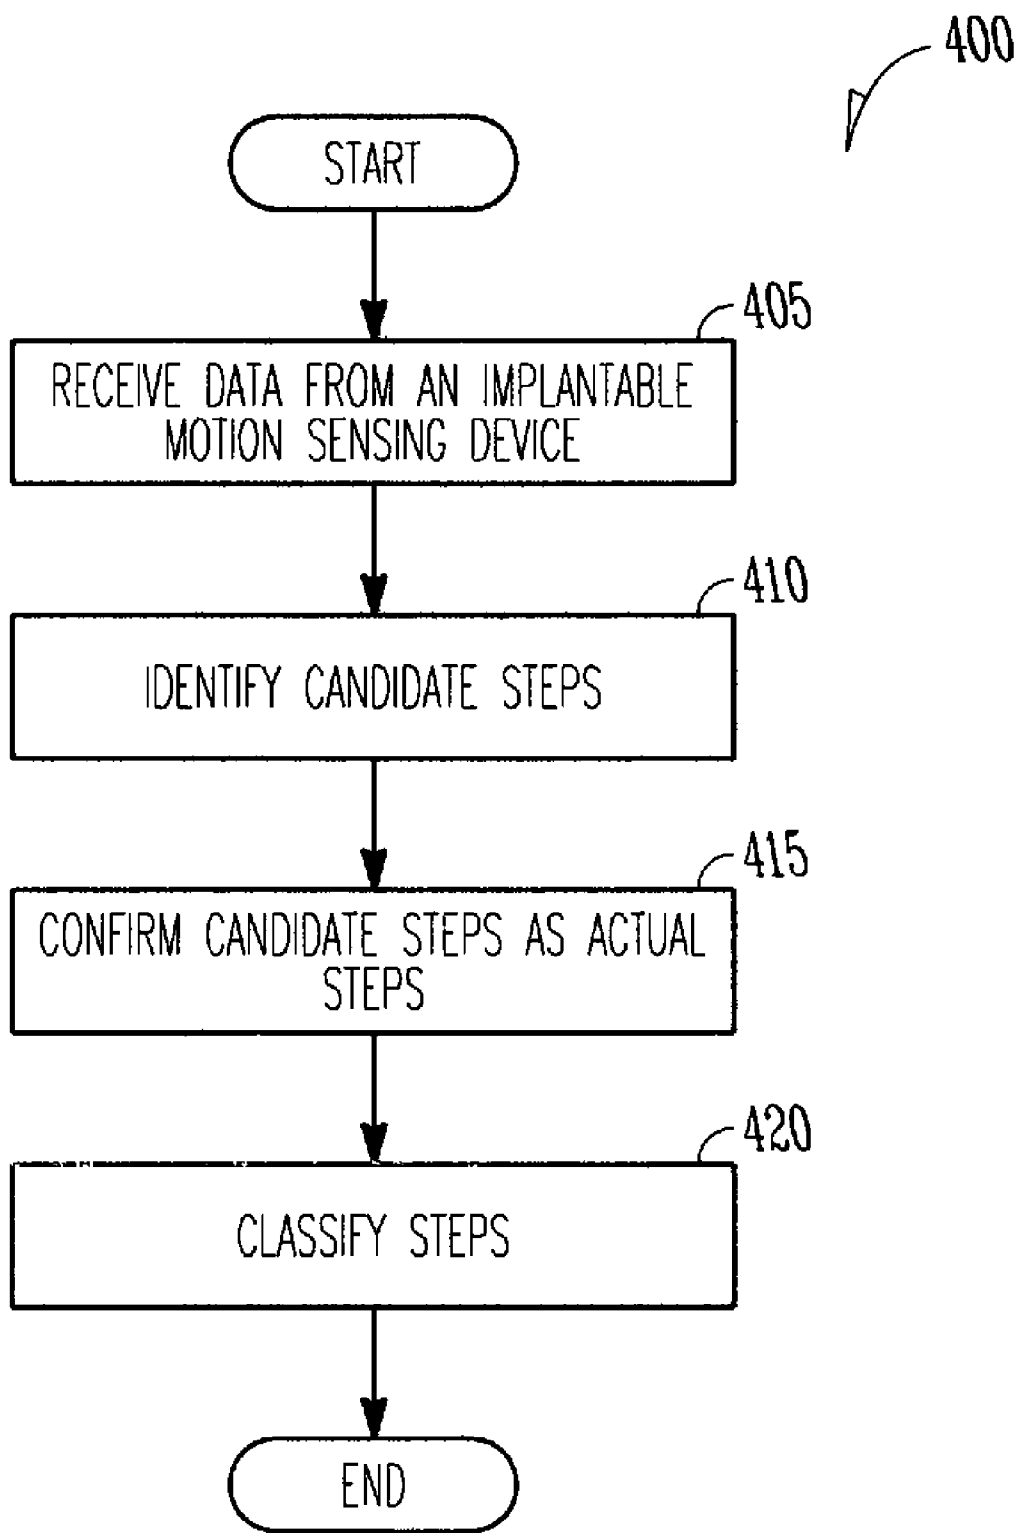 400
START
405
RECEIVE DATA FROM AN IMPLANTABLE
MOTION SENSING DEVICE
410
IDENTIFY CANDIDATE STEPS
415
CONFIRM CANDIDATE STEPS AS ACTUAL
STEPS
420
CLASSIFY STEPS
END